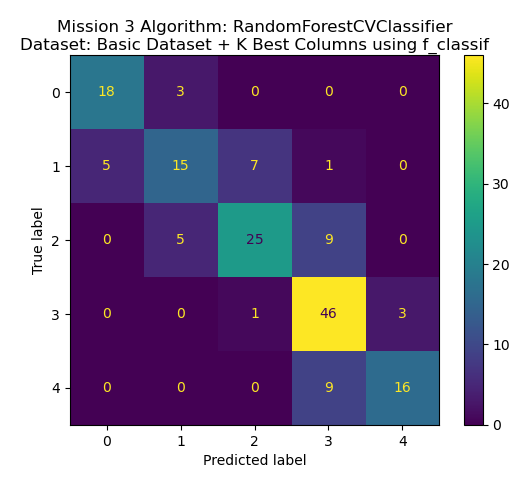 Mission 3 Algorithm: RandomForestCVClassifier
Dataset: Basic Dataset + K Best Columns using f_classif
0 18 3 0 0 0
1 5 15 7 1 0
2 0 5 25 9 0
3 0 0 1 46 3
4 0 0 0 9 16
0 1 2 3 4
True label
Predicted label
40
30
20
10
0